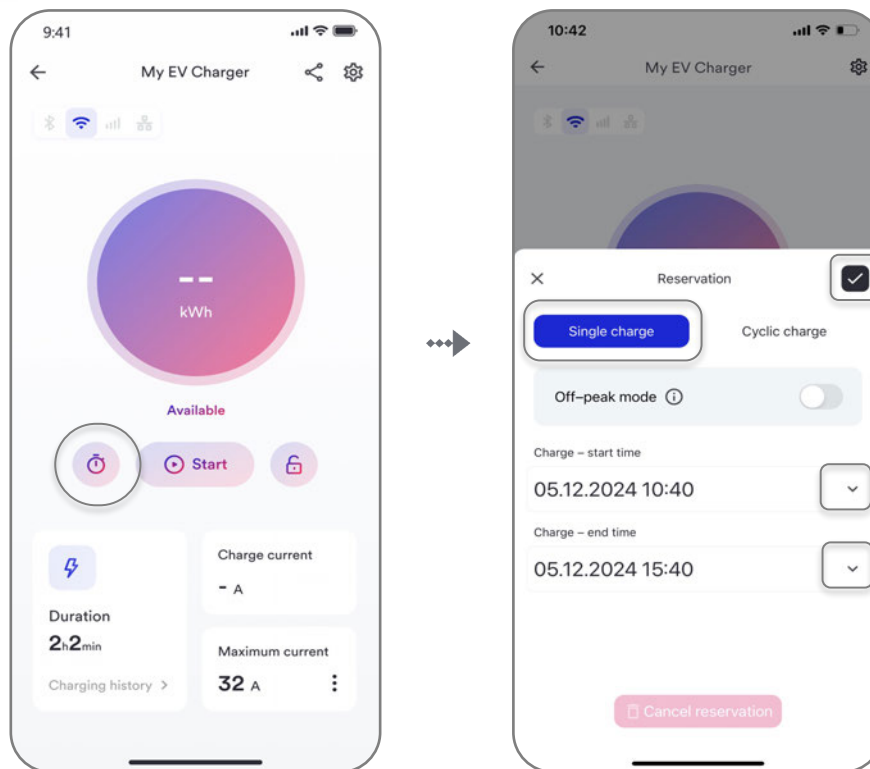 9:41
My EV Charger
--
kWh
Available
Start
Duration
2h2min
Charging history >
Charge current
- A
Maximum current
32 A
10:42
My EV Charger
Reservation
Single charge
Cyclic charge
Off-peak mode
Charge – start time
05.12.2024 10:40
Charge – end time
05.12.2024 15:40
Cancel reservation